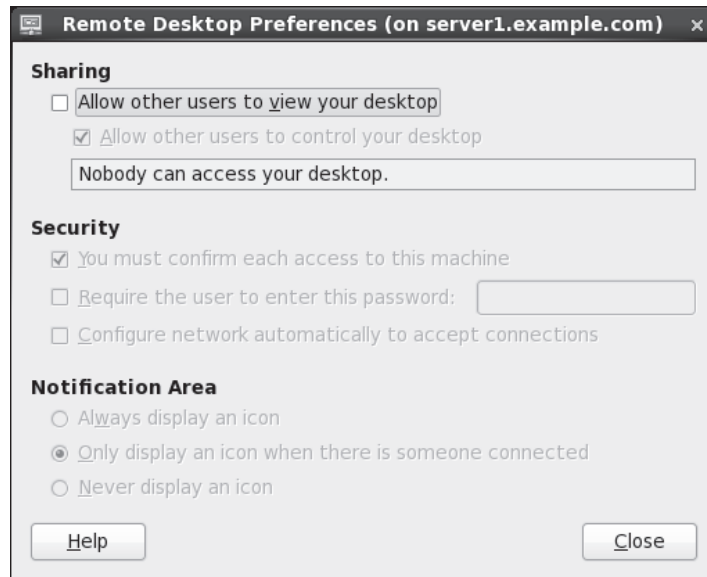 Remote Desktop Preferences (on server1.example.com)
Sharing
Allow other users to view your desktop
Allow other users to control your desktop
Nobody can access your desktop.
Security
You must confirm each access to this machine
Require the user to enter this password:
Configure network automatically to accept connections
Notification Area
Always display an icon
Only display an icon when there is someone connected
Never display an icon
Help
Close